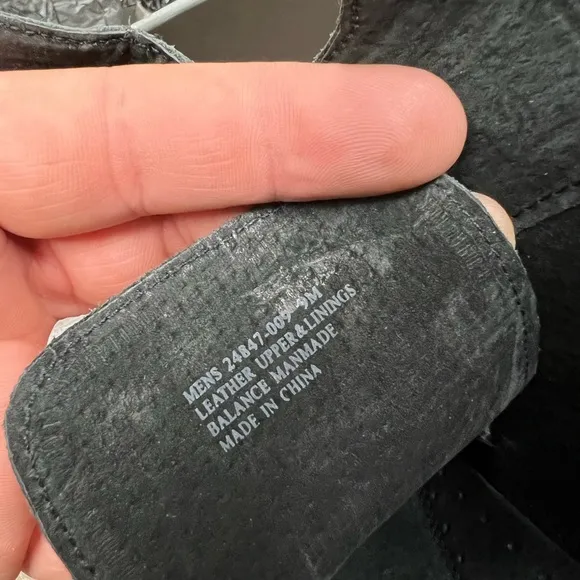 MENS 24847-009 9M
LEATHER UPPER&LININGS
BALANCE MANMADE
MADE IN CHINA